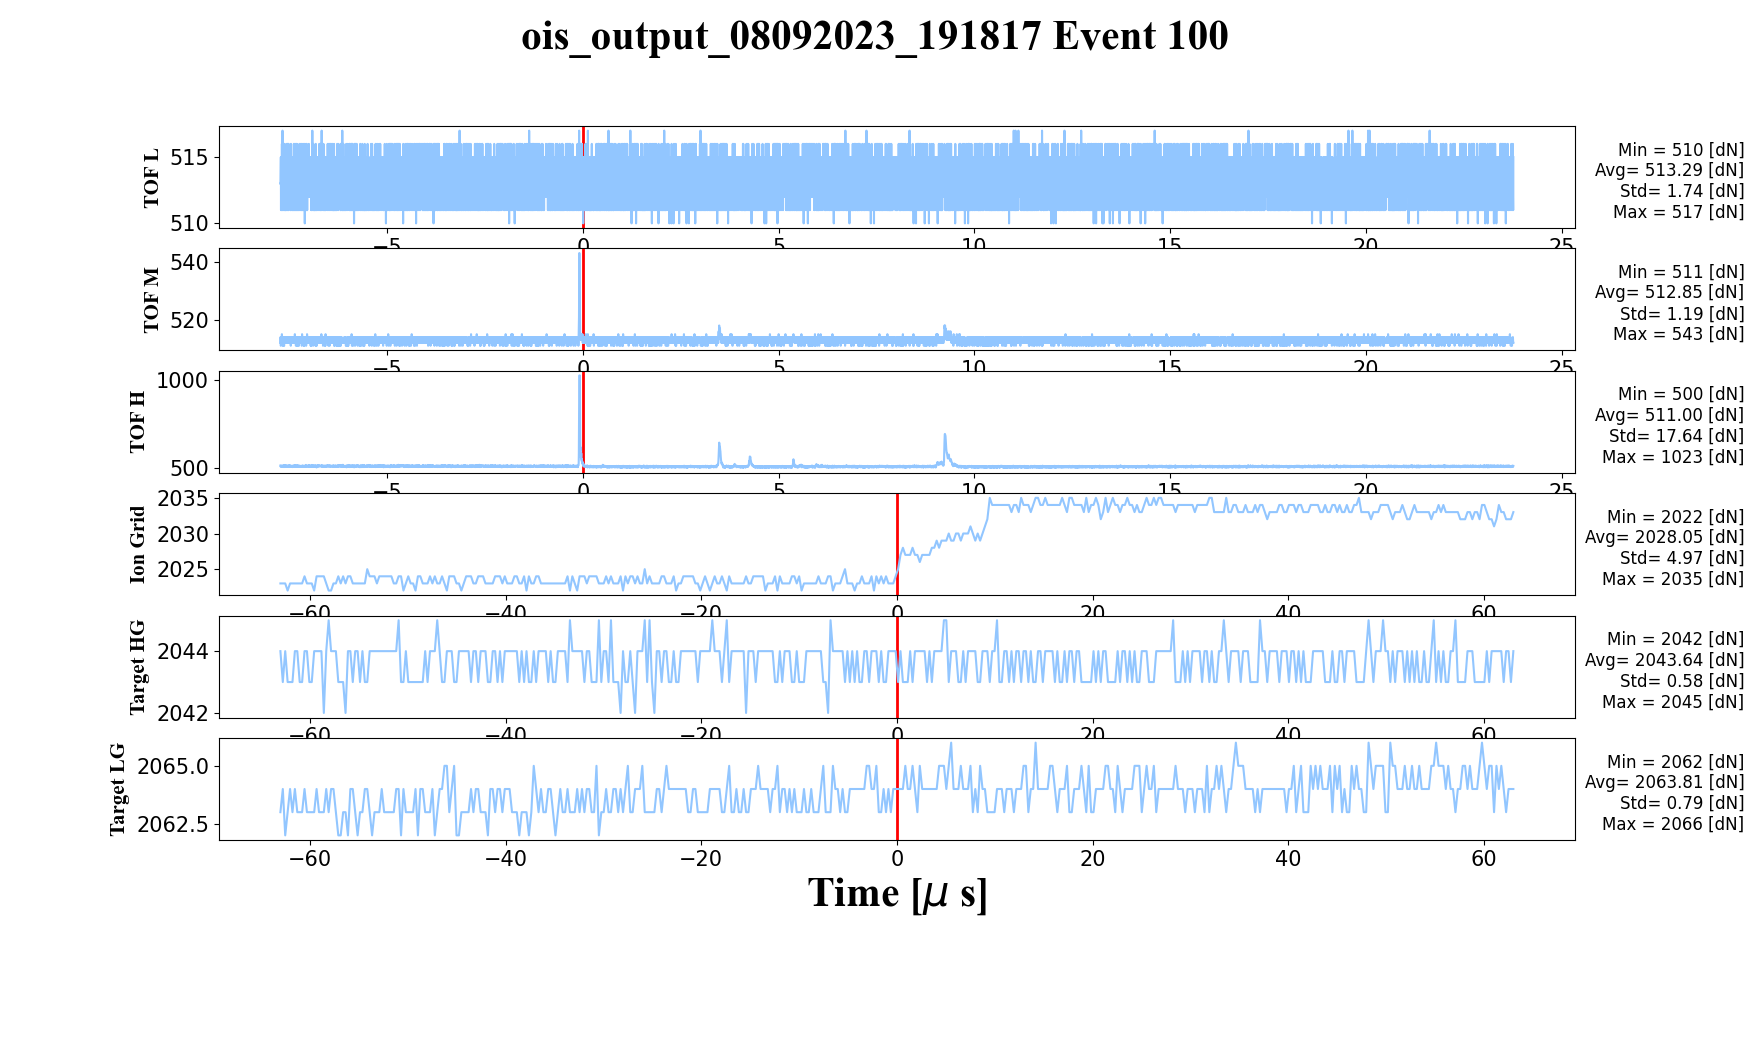 ois_output_08092023_191817 Event 100
TOF L
515
510
−5 0 5 10 15 20 25
Min = 510 [dN]
Avg= 513.29 [dN]
Std= 1.74 [dN]
Max = 517 [dN]
TOF M
540
520
−5 0 5 10 15 20 25
Min = 511 [dN]
Avg= 512.85 [dN]
Std= 1.19 [dN]
Max = 543 [dN]
TOF H
1000
500
−5 0 5 10 15 20 25
Min = 500 [dN]
Avg= 511.00 [dN]
Std= 17.64 [dN]
Max = 1023 [dN]
Ion Grid
2035
2030
2025
−60 −40 −20 0 20 40 60
Min = 2022 [dN]
Avg= 2028.05 [dN]
Std= 4.97 [dN]
Max = 2035 [dN]
Target HG
2044
2042
−60 −40 −20 0 20 40 60
Min = 2042 [dN]
Avg= 2043.64 [dN]
Std= 0.58 [dN]
Max = 2045 [dN]
Target LG
2065.0
2062.5
−60 −40 −20 0 20 40 60
Min = 2062 [dN]
Avg= 2063.81 [dN]
Std= 0.79 [dN]
Max = 2066 [dN]
Time [μ s]